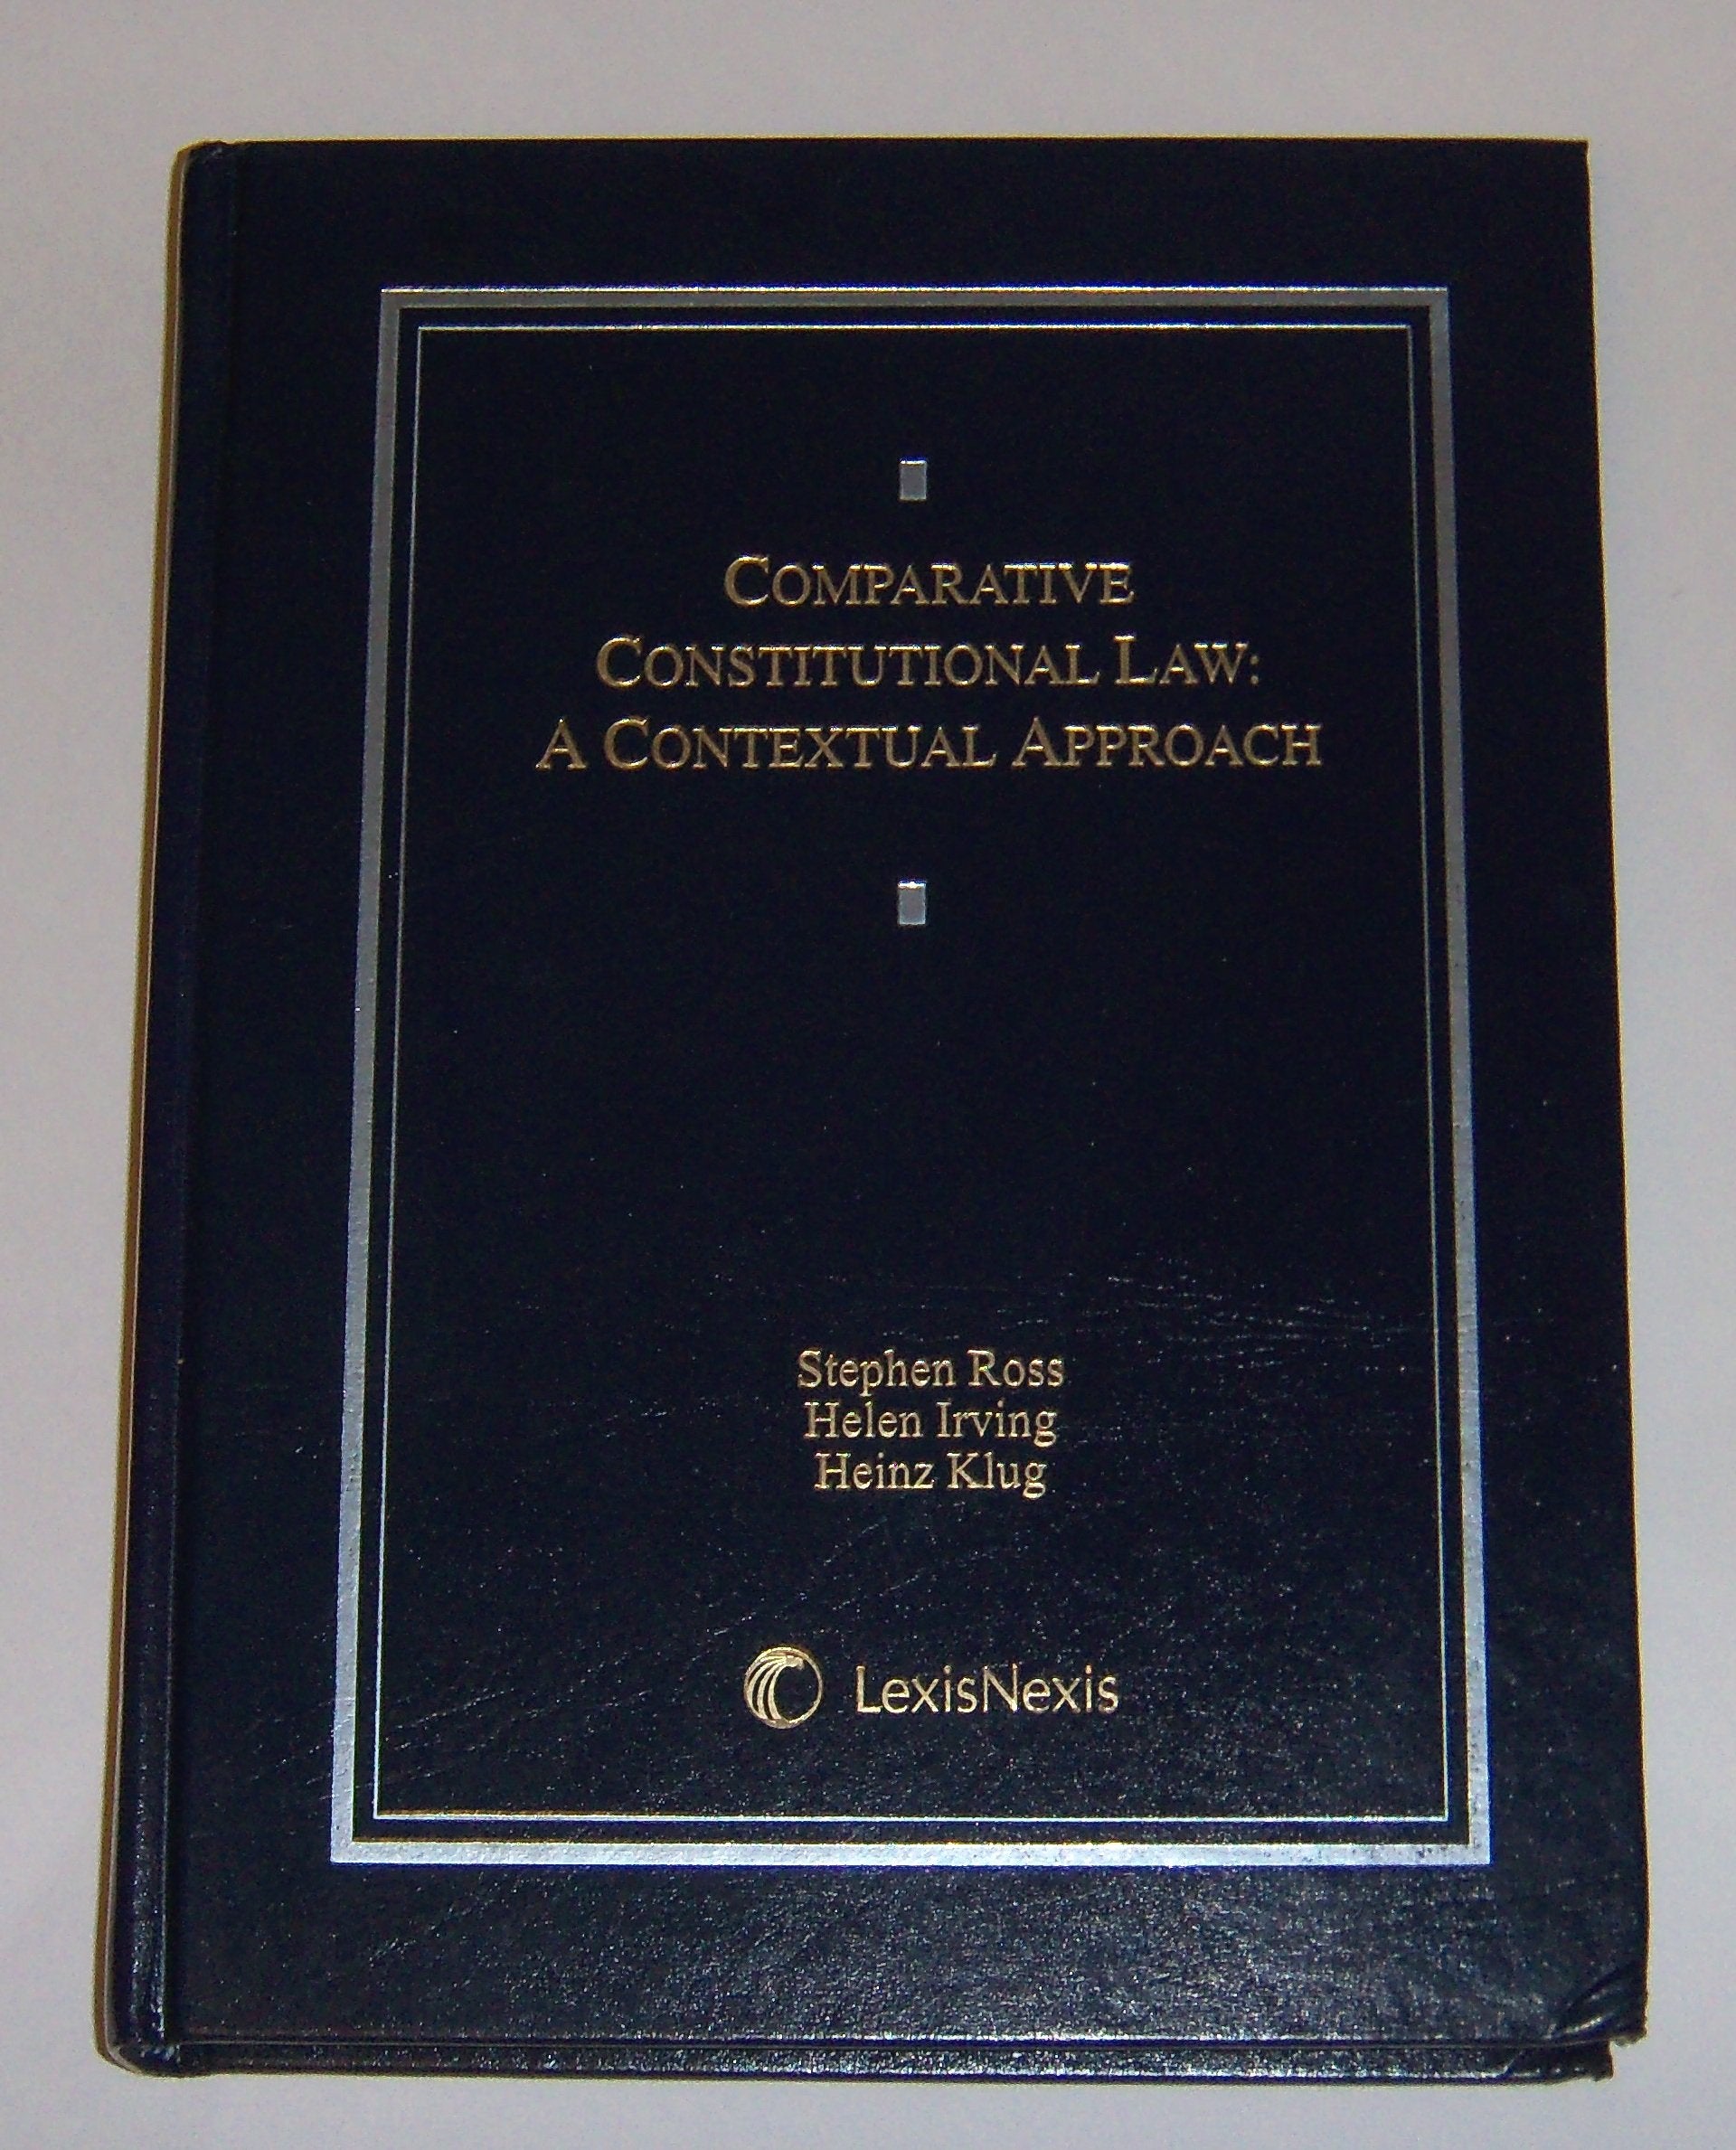 COMPARATIVE
CONSTITUTIONAL LAW:
A CONTEXTUAL APPROACH
Stephen Ross
Helen Irving
Heinz Klug
LexisNexis